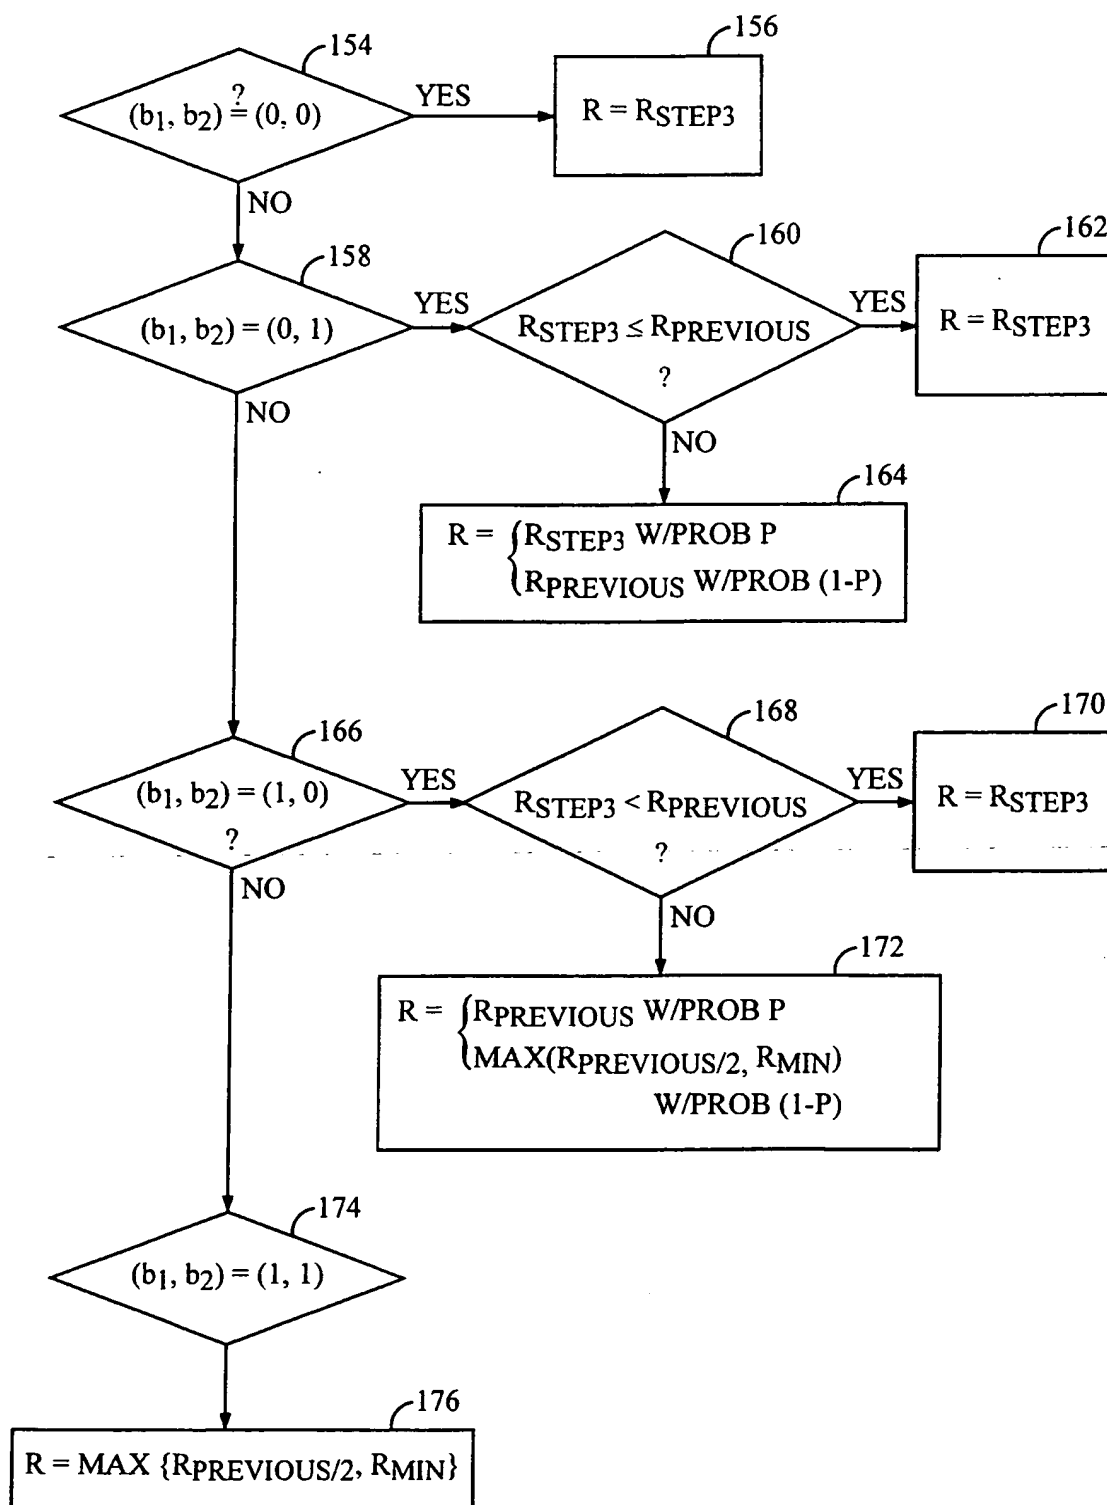 154
156
?
(b1, b2) = (0, 0)
YES
R = RSTEP3
NO
158
160
162
(b1, b2) = (0, 1)
YES
RSTEP3 ≤ RPREVIOUS
?
YES
R = RSTEP3
NO
NO
164
R = { RSTEP3 W/PROB P
RPREVIOUS W/PROB (1-P)
166
168
170
(b1, b2) = (1, 0)
?
YES
RSTEP3 < RPREVIOUS
?
YES
R = RSTEP3
NO
NO
172
R = { RPREVIOUS W/PROB P
MAX(RPREVIOUS/2, RMIN)
W/PROB (1-P)
174
(b1, b2) = (1, 1)
176
R = MAX {RPREVIOUS/2, RMIN}